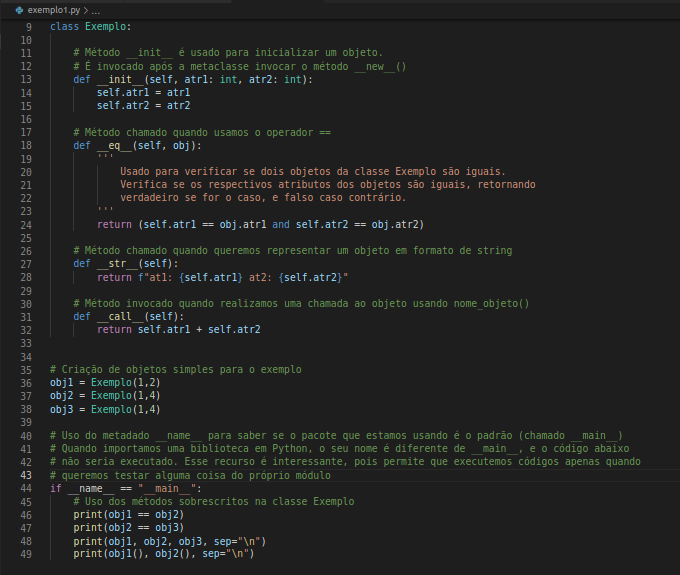 exemplo1.py > ...
9 class Exemplo:
10
11     # Método __init__ é usado para inicializar um objeto.
12     # É invocado após a metaclasse invocar o método __new__()
13     def __init__(self, atr1: int, atr2: int):
14         self.atr1 = atr1
15         self.atr2 = atr2
16
17     # Método chamado quando usamos o operador ==
18     def __eq__(self, obj):
19         '''
20             Usado para verificar se dois objetos da classe Exemplo são iguais.
21             Verifica se os respectivos atributos dos objetos são iguais, retornando
22             verdadeiro se for o caso, e falso caso contrário.
23         '''
24         return (self.atr1 == obj.atr1 and self.atr2 == obj.atr2)
25
26     # Método chamado quando queremos representar um objeto em formato de string
27     def __str__(self):
28         return f"at1: {self.atr1} at2: {self.atr2}"
29
30     # Método invocado quando realizamos uma chamada ao objeto usando nome_objeto()
31     def __call__(self):
32         return self.atr1 + self.atr2
33
34
35 # Criação de objetos simples para o exemplo
36 obj1 = Exemplo(1,2)
37 obj2 = Exemplo(1,4)
38 obj3 = Exemplo(1,4)
39
40 # Uso do metadado __name__ para saber se o pacote que estamos usando é o padrão (chamado __main__)
41 # Quando importamos uma biblioteca em Python, o seu nome é diferente de __main__, e o código abaixo
42 # não seria executado. Esse recurso é interessante, pois permite que executemos códigos apenas quando
43 # queremos testar alguma coisa do próprio módulo
44 if __name__ == "__main__":
45     # Uso dos métodos sobrescritos na classe Exemplo
46     print(obj1 == obj2)
47     print(obj2 == obj3)
48     print(obj1, obj2, obj3, sep="\n")
49     print(obj1(), obj2(), sep="\n")